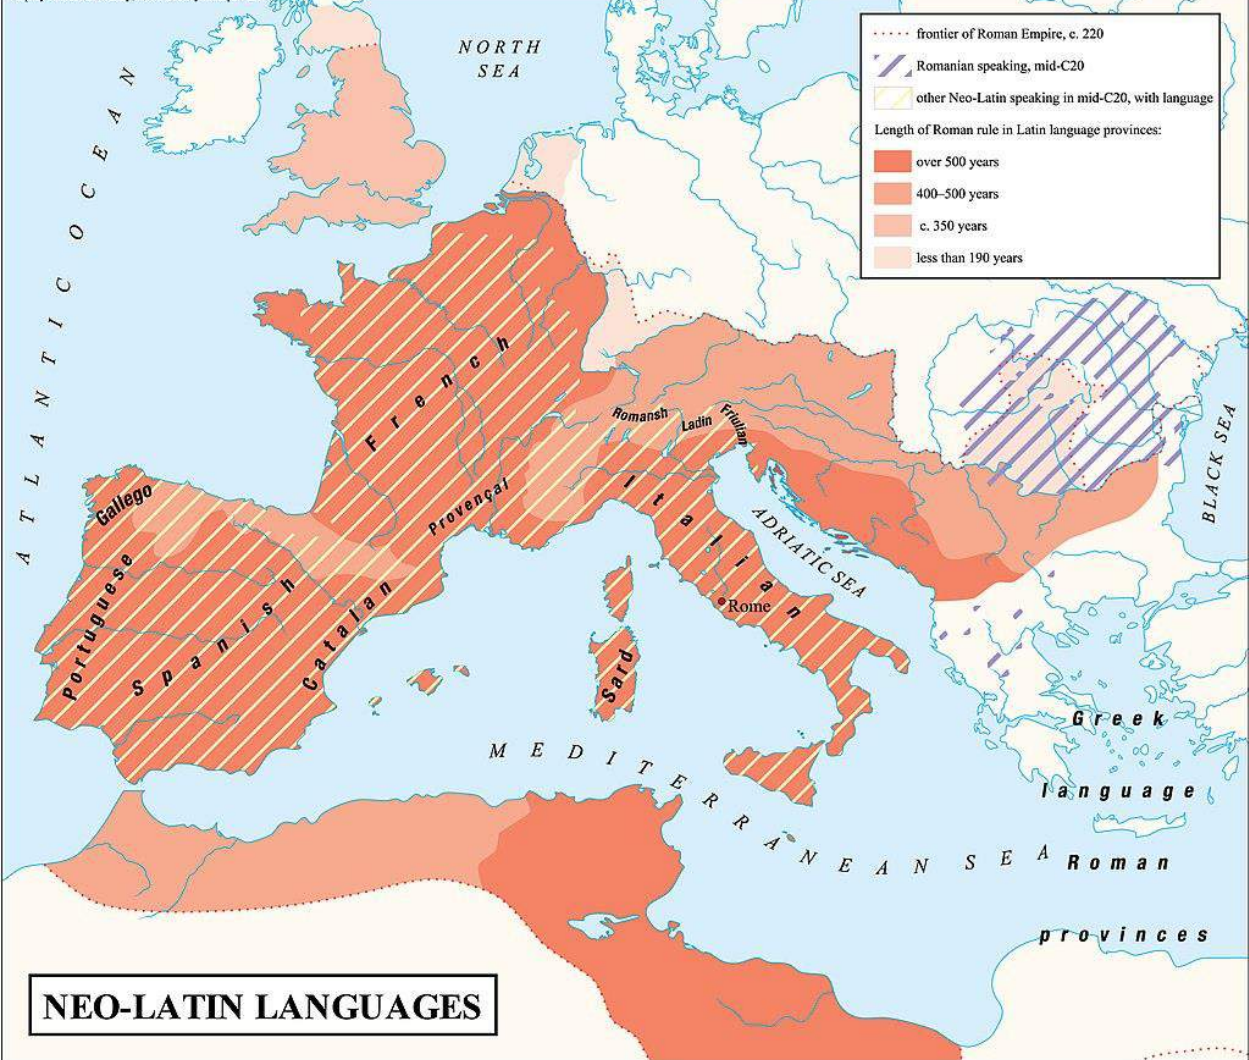 NORTH
SEA
ATLANTIC OCEAN
frontier of Roman Empire, c. 220
Romanian speaking, mid-C20
other Neo-Latin speaking in mid-C20, with language
Length of Roman rule in Latin language provinces:
over 500 years
400–500 years
c. 350 years
less than 190 years
French
Romansh
Ladin
Friulian
Gallego
Provençal
Italian
ADRIATIC SEA
BLACK SEA
Portuguese
Spanish
Catalan
Rome
Sard
MEDITERRANEAN SEA
Greek
language
Roman
provinces
NEO-LATIN LANGUAGES